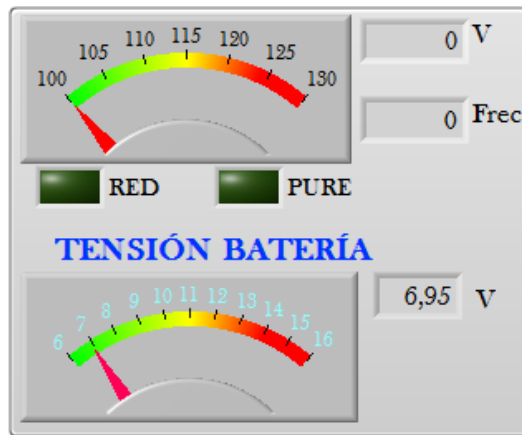 100 105 110 115 120 125 130
0 V
0 Frec
RED PURE
TENSIÓN BATERÍA
6 7 8 9 10 11 12 13 14 15 16
6,95 V